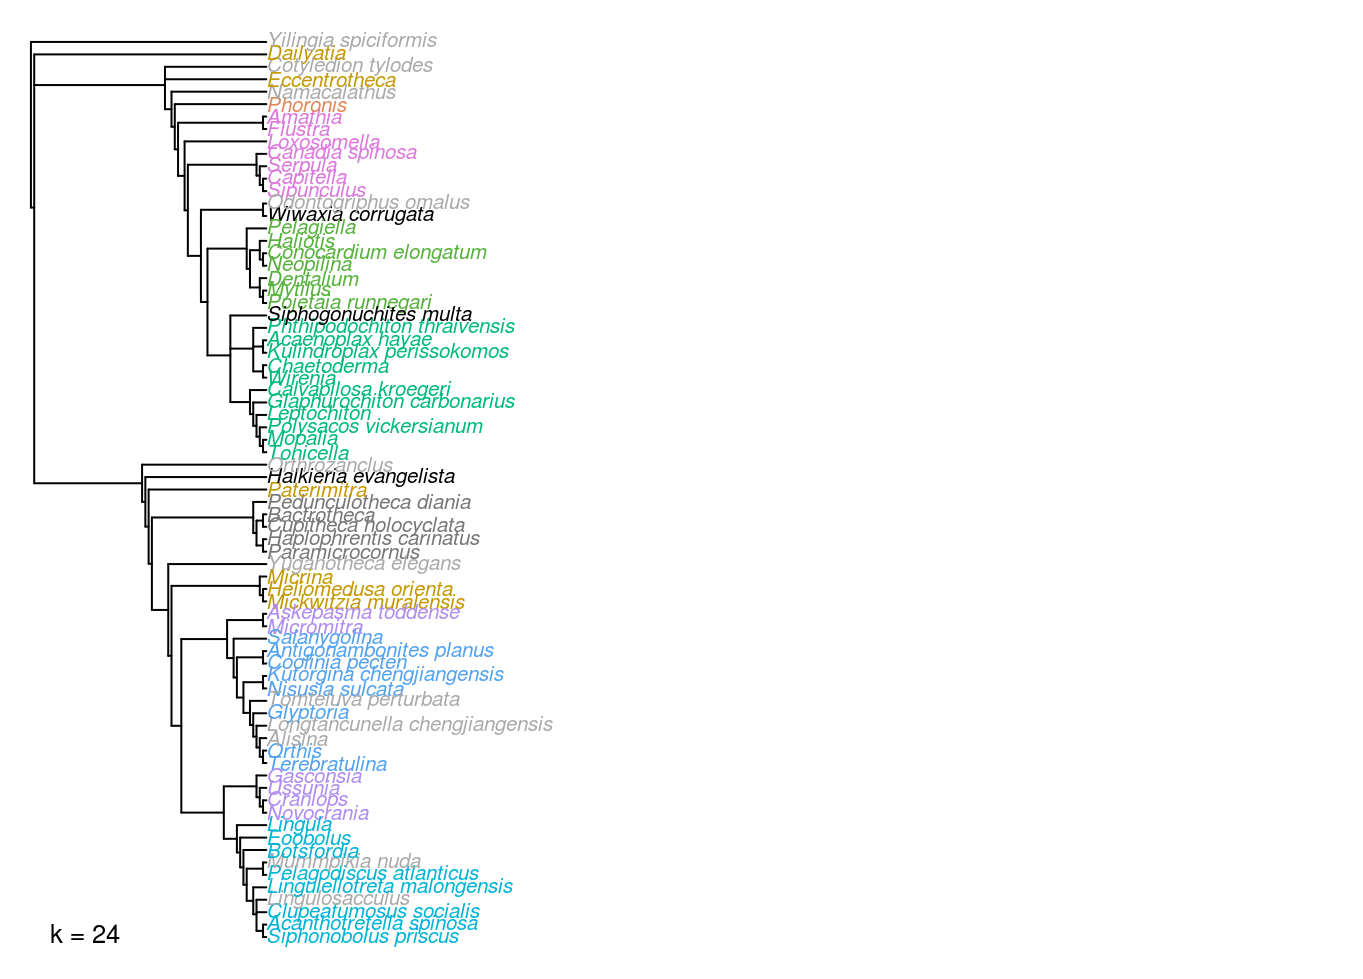 Yilingia spiciformis
Dailyatia
Cotyledion tylodes
Eccentrotheca
Namacalathus
Phoronis
Amathia
Flustra
Loxosomella
Canadia spinosa
Serpula
Capitella
Sipunculus
Odontogriphus omalus
Wiwaxia corrugata
Pelagiella
Haliotis
Conocardium elongatum
Neopilina
Dentalium
Mytilus
Pojetaia runnegari
Siphogonuchites multa
Phthipodochiton thraivensis
Acaenoplax hayae
Kulindroplax perissokomos
Chaetoderma
Wirenia
Calvapilosa kroegeri
Glaphurochiton carbonarius
Leptochiton
Polysacos vickersianum
Mopalia
Tonicella
Orthrozanclus
Halkieria evangelista
Paterimitra
Pedunculotheca diania
Bactrotheca
Cupitheca holocyclata
Haplophrentis carinatus
Paramicrocornus
Yuganotheca elegans
Micrina
Heliomedusa orienta
Mickwitzia muralensis
Askepasma toddense
Micromitra
Salanygolina
Antigonambonites planus
Coolinia pecten
Kutorgina chengjiangensis
Nisusia sulcata
Tomteluva perturbata
Glyptoria
Longtancunella chengjiangensis
Alisina
Orthis
Terebratulina
Gasconsia
Ussunia
Craniops
Novocrania
Lingula
Eoobolus
Botsfordia
Mummpikia nuda
Pelagodiscus atlanticus
Lingulellotreta malongensis
Lingulosacculus
Clupeafumosus socialis
Acanthotretella spinosa
Siphonobolus priscus
k = 24